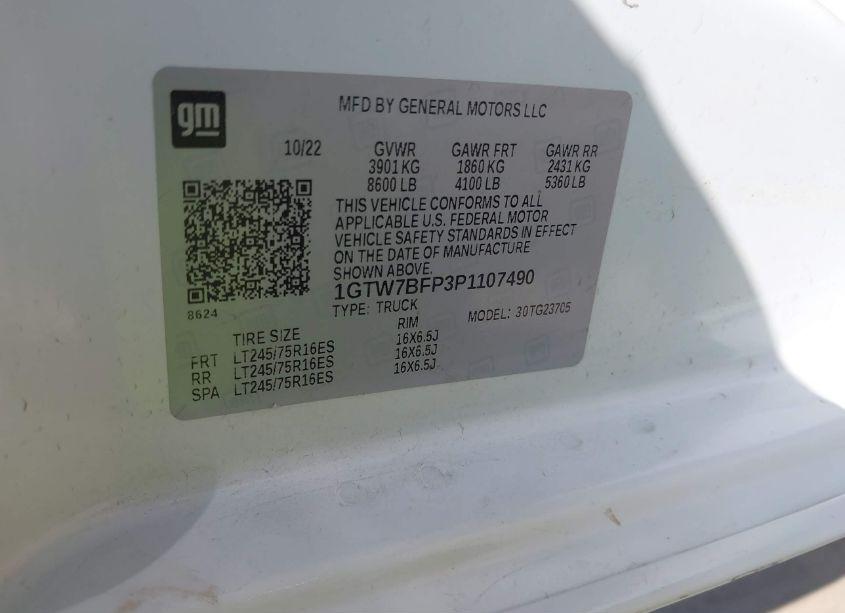 gm
MFD BY GENERAL MOTORS LLC
10/22 GVWR GAWR FRT GAWR RR
3901 KG 1860 KG 2431 KG
8600 LB 4100 LB 5360 LB
THIS VEHICLE CONFORMS TO ALL
APPLICABLE U.S. FEDERAL MOTOR
VEHICLE SAFETY STANDARDS IN EFFECT
ON THE DATE OF MANUFACTURE
SHOWN ABOVE.
8624
1GTW7BFP3P1107490
TYPE: TRUCK MODEL: 30TG23705
TIRE SIZE RIM
FRT LT245/75R16ES 16X6.5J
RR LT245/75R16ES 16X6.5J
SPA LT245/75R16ES 16X6.5J